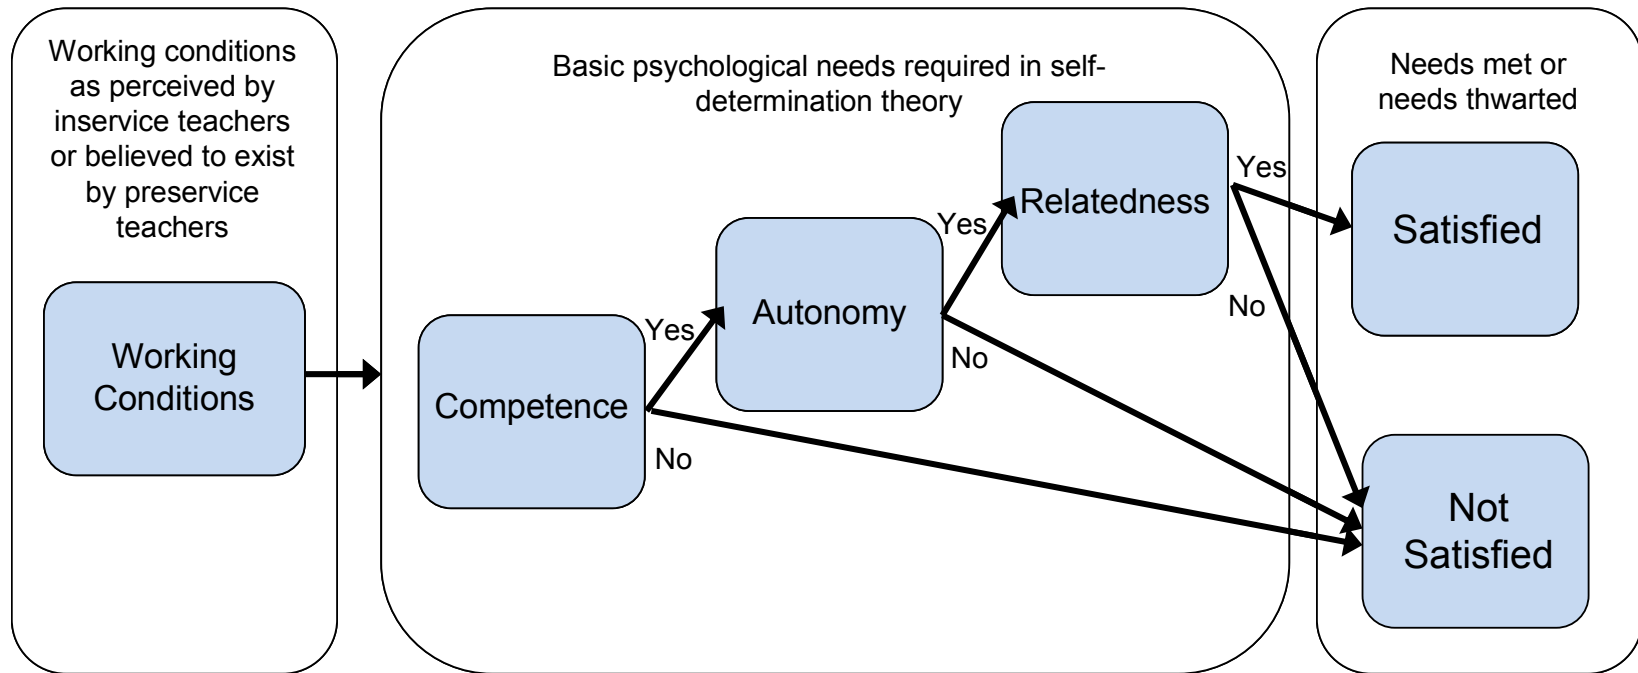 Working conditions
as perceived by
inservice teachers
or believed to exist
by preservice
teachers
Working
Conditions
Basic psychological needs required in self-
determination theory
Competence
Yes
No
Autonomy
Yes
No
Relatedness
Yes
No
Needs met or
needs thwarted
Satisfied
Not
Satisfied